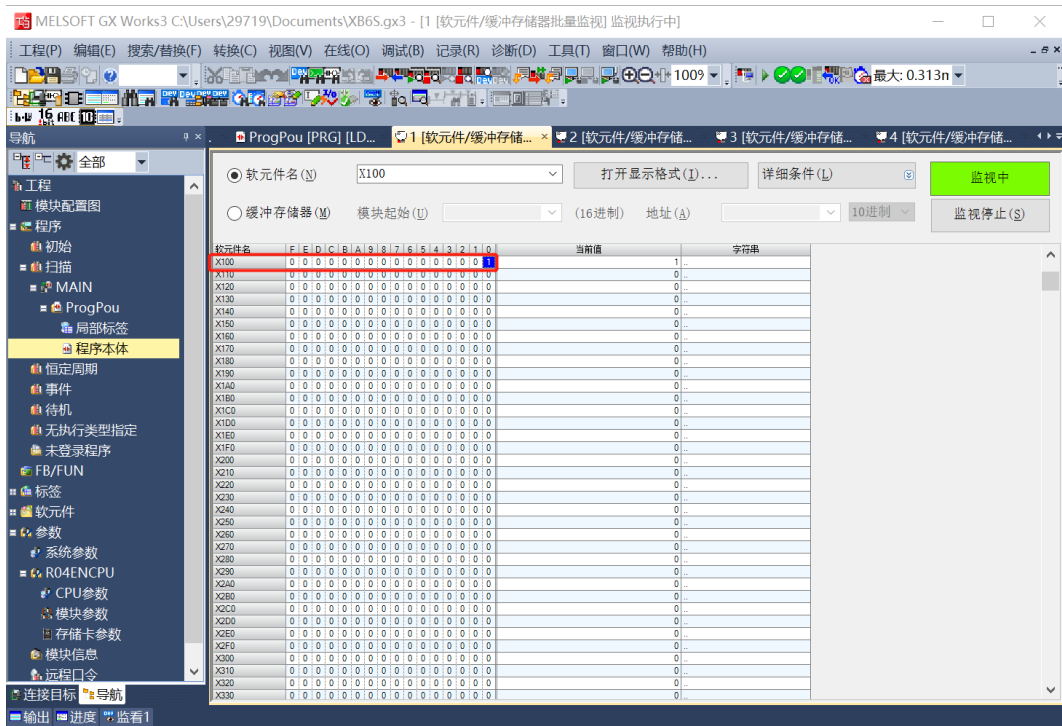 MELSOFT GX Works3 C:\Users\29719\Documents\XB6S.gx3 - [1 [软元件/缓冲存储器批量监视] 监视执行中]
工程(P) 编辑(E) 搜索/替换(F) 转换(C) 视图(V) 在线(O) 调试(B) 记录(R) 诊断(D) 工具(T) 窗口(W) 帮助(H)
100% 最大: 0.313n
导航
ProgPou [PRG] [LD... 1 [软元件/缓冲存储... 2 [软元件/缓冲存储... 3 [软元件/缓冲存储... 4 [软元件/缓冲存储...
全部
工程
模块配置图
程序
初始
扫描
MAIN
ProgPou
局部标签
程序本体
恒定周期
事件
待机
无执行类型指定
未登录程序
FB/FUN
标签
软元件
参数
系统参数
R04ENCPU
CPU参数
模块参数
存储卡参数
模块信息
远程口令
连接目标 导航
软元件名(N) X100 打开显示格式(I)... 详细条件(L) 监视中
缓冲存储器(M) 模块起始(U) (16进制) 地址(A) 10进制 监视停止(S)
软元件名 F E D C B A 9 8 7 6 5 4 3 2 1 0 当前值 字符串
X100 0 0 0 0 0 0 0 0 0 0 0 0 0 0 0 1 1 ..
X110 0 0 0 0 0 0 0 0 0 0 0 0 0 0 0 0 0 ..
X120 0 0 0 0 0 0 0 0 0 0 0 0 0 0 0 0 0 ..
X130 0 0 0 0 0 0 0 0 0 0 0 0 0 0 0 0 0 ..
X140 0 0 0 0 0 0 0 0 0 0 0 0 0 0 0 0 0 ..
X150 0 0 0 0 0 0 0 0 0 0 0 0 0 0 0 0 0 ..
X160 0 0 0 0 0 0 0 0 0 0 0 0 0 0 0 0 0 ..
X170 0 0 0 0 0 0 0 0 0 0 0 0 0 0 0 0 0 ..
X180 0 0 0 0 0 0 0 0 0 0 0 0 0 0 0 0 0 ..
X190 0 0 0 0 0 0 0 0 0 0 0 0 0 0 0 0 0 ..
X1A0 0 0 0 0 0 0 0 0 0 0 0 0 0 0 0 0 0 ..
X1B0 0 0 0 0 0 0 0 0 0 0 0 0 0 0 0 0 0 ..
X1C0 0 0 0 0 0 0 0 0 0 0 0 0 0 0 0 0 0 ..
X1D0 0 0 0 0 0 0 0 0 0 0 0 0 0 0 0 0 0 ..
X1E0 0 0 0 0 0 0 0 0 0 0 0 0 0 0 0 0 0 ..
X1F0 0 0 0 0 0 0 0 0 0 0 0 0 0 0 0 0 0 ..
X200 0 0 0 0 0 0 0 0 0 0 0 0 0 0 0 0 0 ..
X210 0 0 0 0 0 0 0 0 0 0 0 0 0 0 0 0 0 ..
X220 0 0 0 0 0 0 0 0 0 0 0 0 0 0 0 0 0 ..
X230 0 0 0 0 0 0 0 0 0 0 0 0 0 0 0 0 0 ..
X240 0 0 0 0 0 0 0 0 0 0 0 0 0 0 0 0 0 ..
X250 0 0 0 0 0 0 0 0 0 0 0 0 0 0 0 0 0 ..
X260 0 0 0 0 0 0 0 0 0 0 0 0 0 0 0 0 0 ..
X270 0 0 0 0 0 0 0 0 0 0 0 0 0 0 0 0 0 ..
X280 0 0 0 0 0 0 0 0 0 0 0 0 0 0 0 0 0 ..
X290 0 0 0 0 0 0 0 0 0 0 0 0 0 0 0 0 0 ..
X2A0 0 0 0 0 0 0 0 0 0 0 0 0 0 0 0 0 0 ..
X2B0 0 0 0 0 0 0 0 0 0 0 0 0 0 0 0 0 0 ..
X2C0 0 0 0 0 0 0 0 0 0 0 0 0 0 0 0 0 0 ..
X2D0 0 0 0 0 0 0 0 0 0 0 0 0 0 0 0 0 0 ..
X2E0 0 0 0 0 0 0 0 0 0 0 0 0 0 0 0 0 0 ..
X2F0 0 0 0 0 0 0 0 0 0 0 0 0 0 0 0 0 0 ..
X300 0 0 0 0 0 0 0 0 0 0 0 0 0 0 0 0 0 ..
X310 0 0 0 0 0 0 0 0 0 0 0 0 0 0 0 0 0 ..
X320 0 0 0 0 0 0 0 0 0 0 0 0 0 0 0 0 0 ..
X330 0 0 0 0 0 0 0 0 0 0 0 0 0 0 0 0 0 ..
输出 进度 监看1